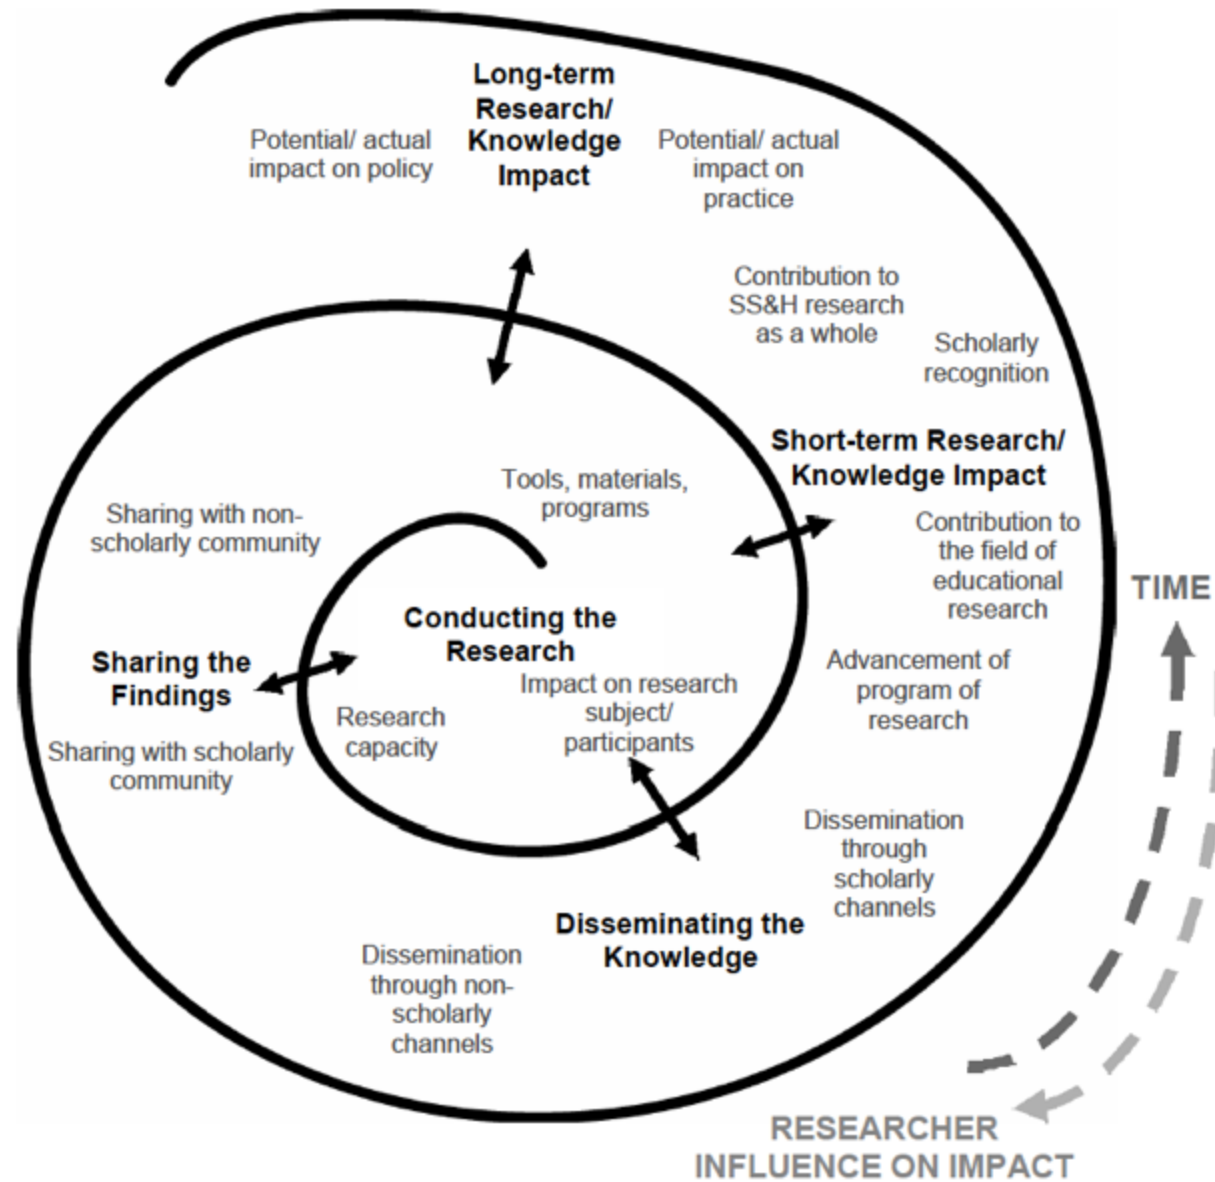 Long-term
Research/
Knowledge
Impact
Potential/ actual
impact on policy
Potential/ actual
impact on
practice
Contribution to
SS&H research
as a whole
Scholarly
recognition
Short-term Research/
Knowledge Impact
Tools, materials,
programs
Sharing with non-
scholarly community
Contribution to
the field of
educational
research
TIME
Conducting the
Research
Sharing the
Findings
Impact on research
subject/
participants
Research
capacity
Advancement of
program of
research
Sharing with scholarly
community
Dissemination
through
scholarly
channels
Disseminating the
Knowledge
Dissemination
through non-
scholarly
channels
RESEARCHER
INFLUENCE ON IMPACT